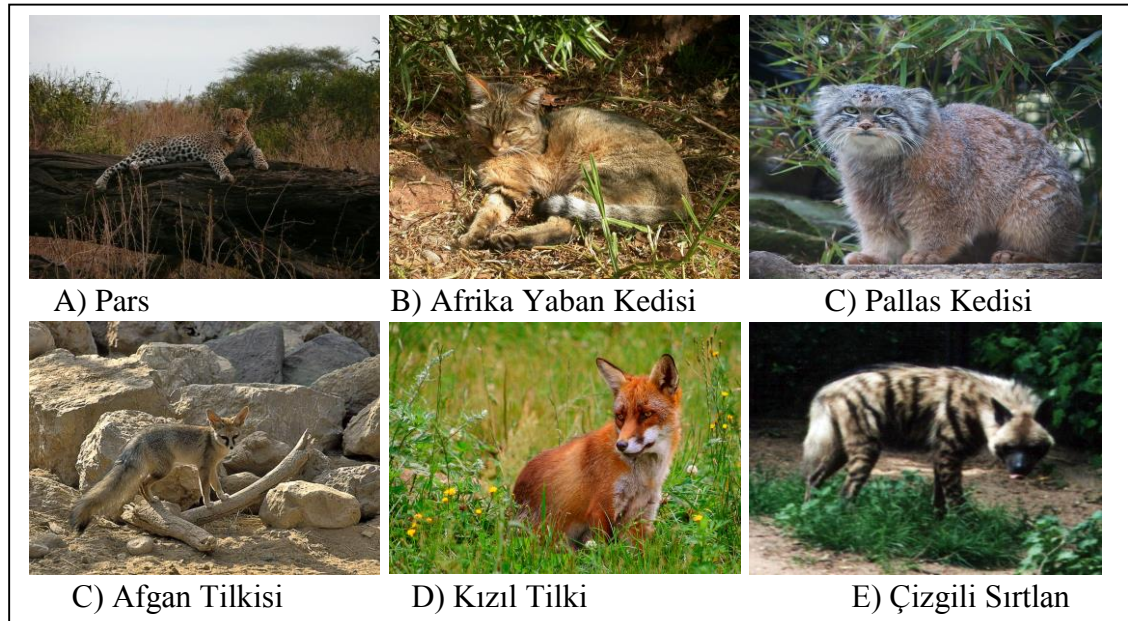 A) Pars
B) Afrika Yaban Kedisi
C) Pallas Kedisi
C) Afgan Tilkisi
D) Kızıl Tilki
E) Çizgili Sırtlan